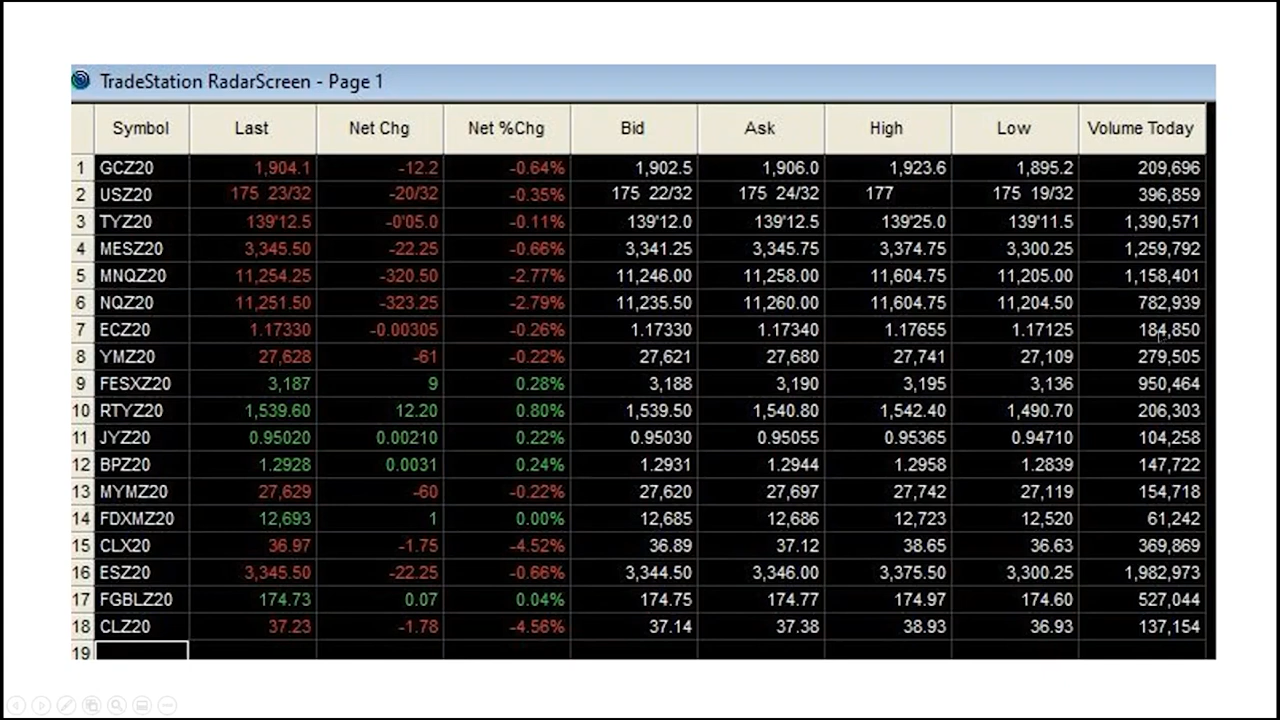 TradeStation RadarScreen - Page 1
Symbol Last Net Chg Net %Chg Bid Ask High Low Volume Today
1 GCZ20 1,904.1 -12.2 -0.64% 1,902.5 1,906.0 1,923.6 1,895.2 209,696
2 USZ20 175 23/32 -20/32 -0.35% 175 22/32 175 24/32 177 175 19/32 396,859
3 TYZ20 139'12.5 -0'05.0 -0.11% 139'12.0 139'12.5 139'25.0 139'11.5 1,390,571
4 MESZ20 3,345.50 -22.25 -0.66% 3,341.25 3,345.75 3,374.75 3,300.25 1,259,792
5 MNQZ20 11,254.25 -320.50 -2.77% 11,246.00 11,258.00 11,604.75 11,205.00 1,158,401
6 NQZ20 11,251.50 -323.25 -2.79% 11,235.50 11,260.00 11,604.75 11,204.50 782,939
7 ECZ20 1.17330 -0.00305 -0.26% 1.17330 1.17340 1.17655 1.17125 184,850
8 YMZ20 27,628 -61 -0.22% 27,621 27,680 27,741 27,109 279,505
9 FESXZ20 3,187 9 0.28% 3,188 3,190 3,195 3,136 950,464
10 RTYZ20 1,539.60 12.20 0.80% 1,539.50 1,540.80 1,542.40 1,490.70 206,303
11 JYZ20 0.95020 0.00210 0.22% 0.95030 0.95055 0.95365 0.94710 104,258
12 BPZ20 1.2928 0.0031 0.24% 1.2931 1.2944 1.2958 1.2839 147,722
13 MYMZ20 27,629 -60 -0.22% 27,620 27,697 27,742 27,119 154,718
14 FDXMZ20 12,693 1 0.00% 12,685 12,686 12,723 12,520 61,242
15 CLX20 36.97 -1.75 -4.52% 36.89 37.12 38.65 36.63 369,869
16 ESZ20 3,345.50 -22.25 -0.66% 3,344.50 3,346.00 3,375.50 3,300.25 1,982,973
17 FGBLZ20 174.73 0.07 0.04% 174.75 174.77 174.97 174.60 527,044
18 CLZ20 37.23 -1.78 -4.56% 37.14 37.38 38.93 36.93 137,154
19